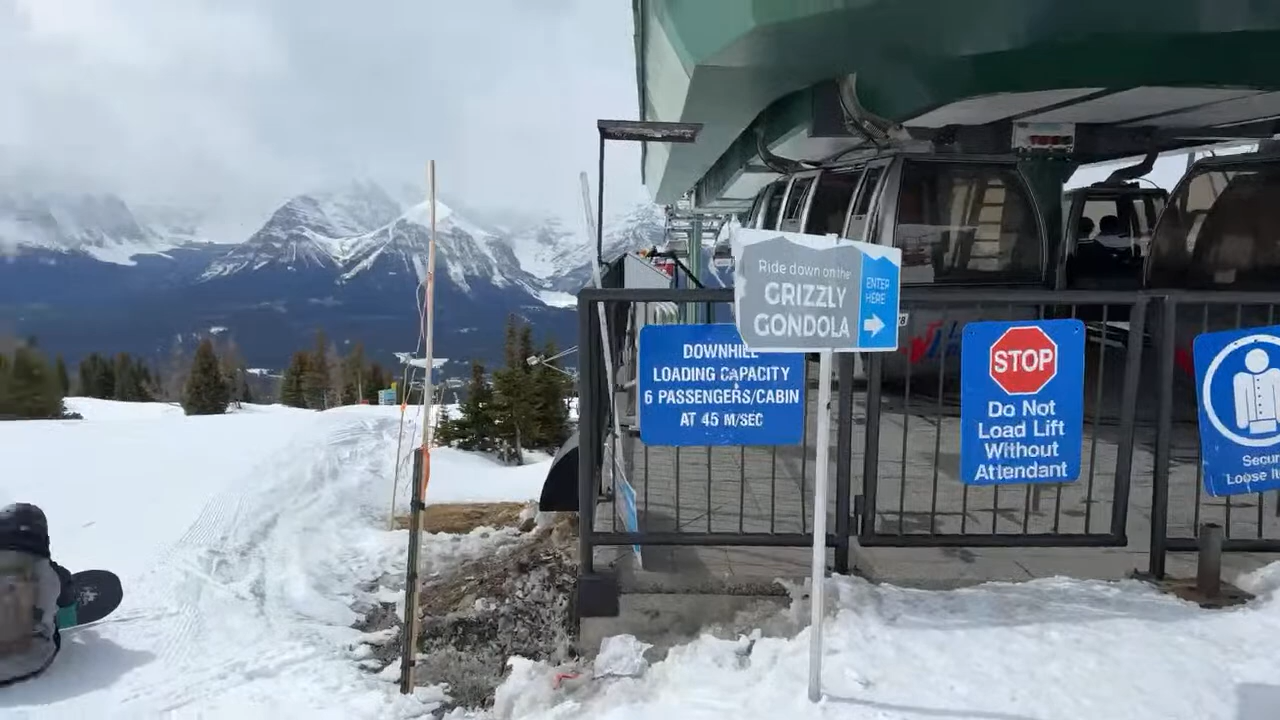 Ride down on the
GRIZZLY
GONDOLA
ENTER
HERE
DOWNHILL
LOADING CAPACITY
6 PASSENGERS/CABIN
AT 45 M/SEC
STOP
Do Not
Load Lift
Without
Attendant
Secur
Loose It